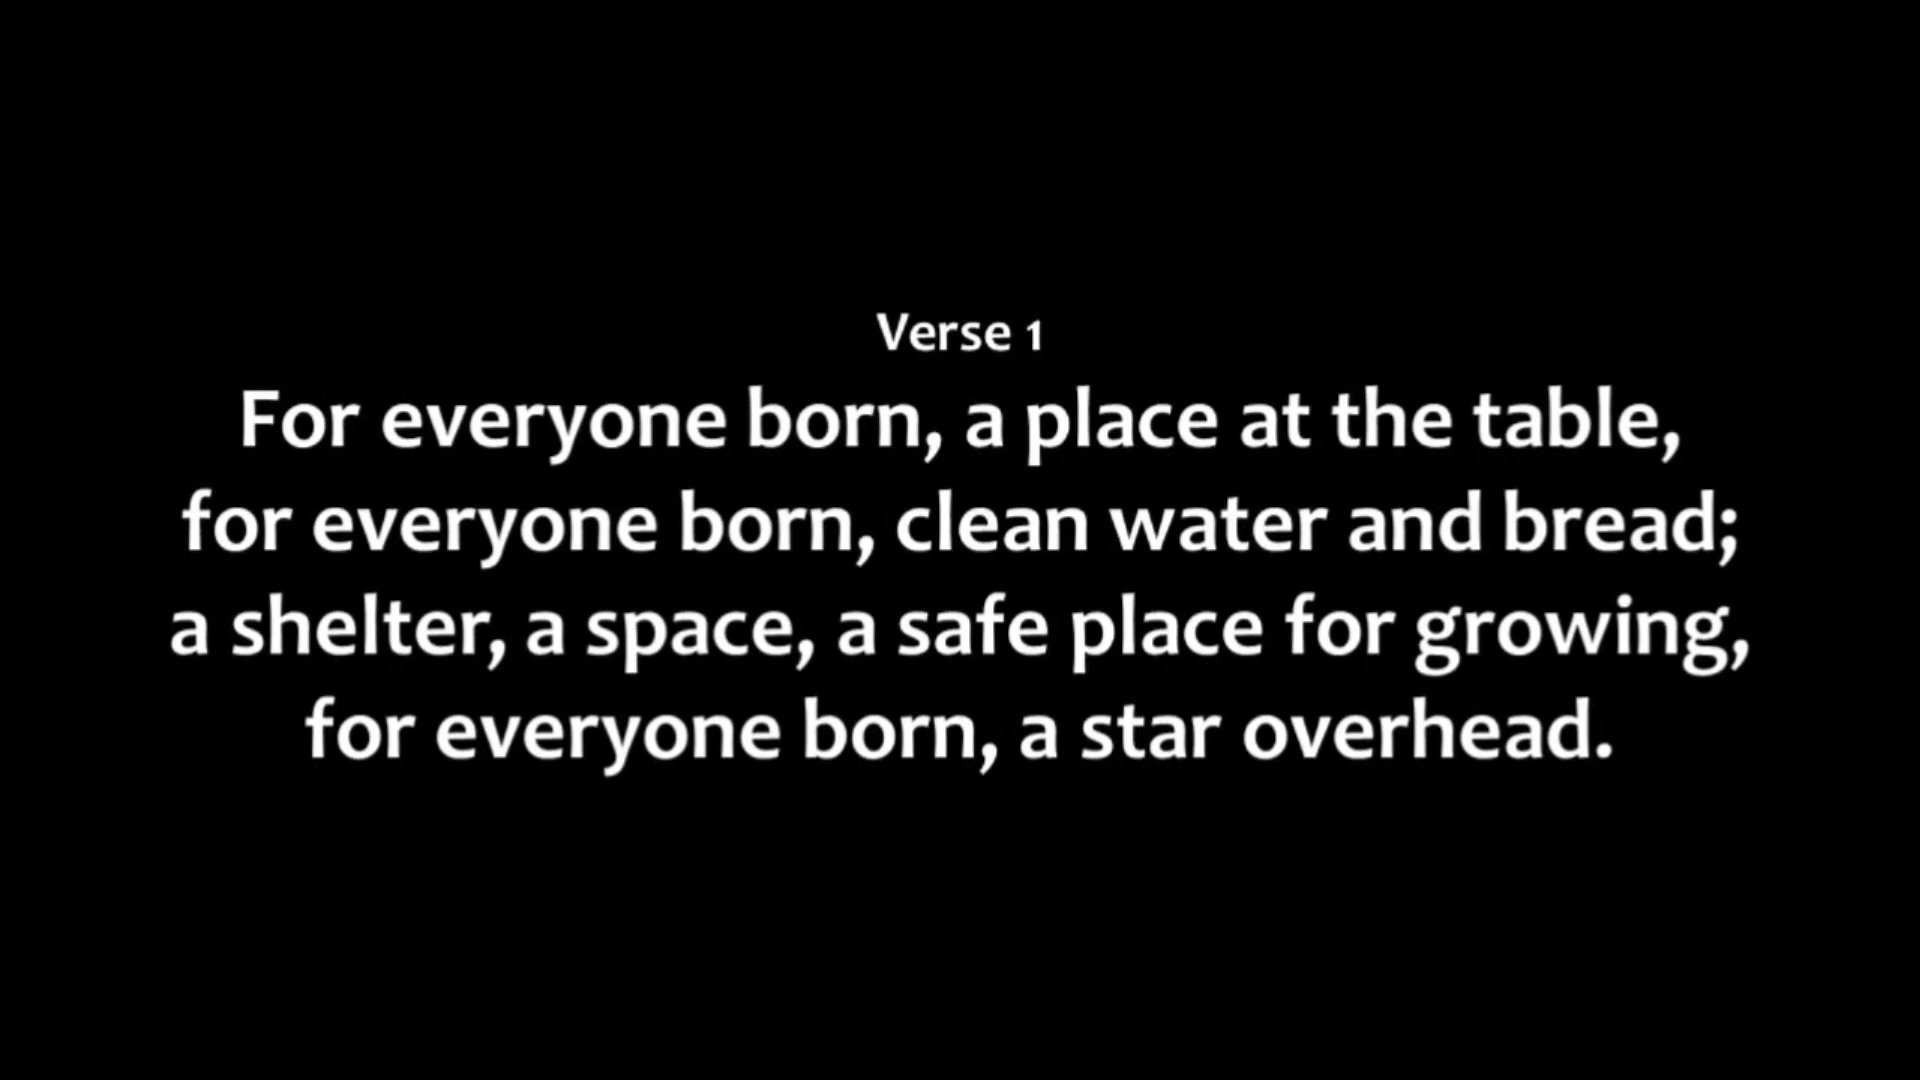 Verse 1
For everyone born, a place at the table,
for everyone born, clean water and bread;
a shelter, a space, a safe place for growing,
for everyone born, a star overhead.